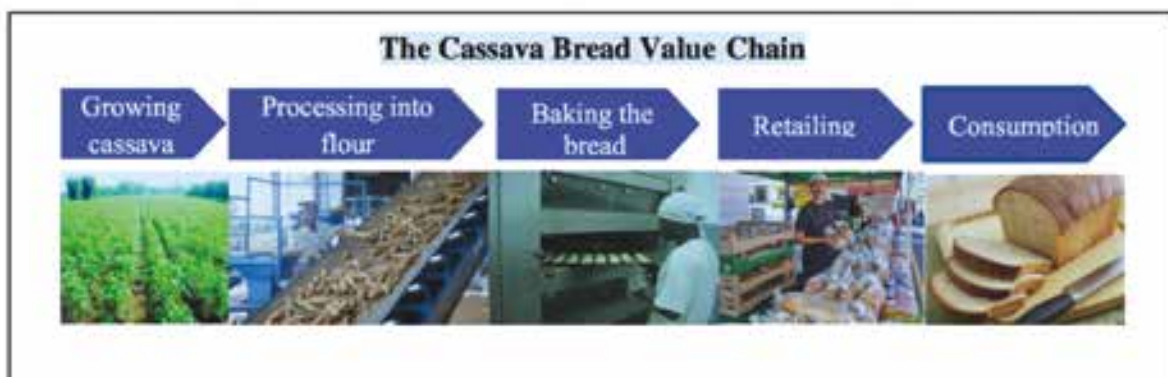 The Cassava Bread Value Chain
Growing
cassava
Processing into
flour
Baking the
bread
Retailing
Consumption